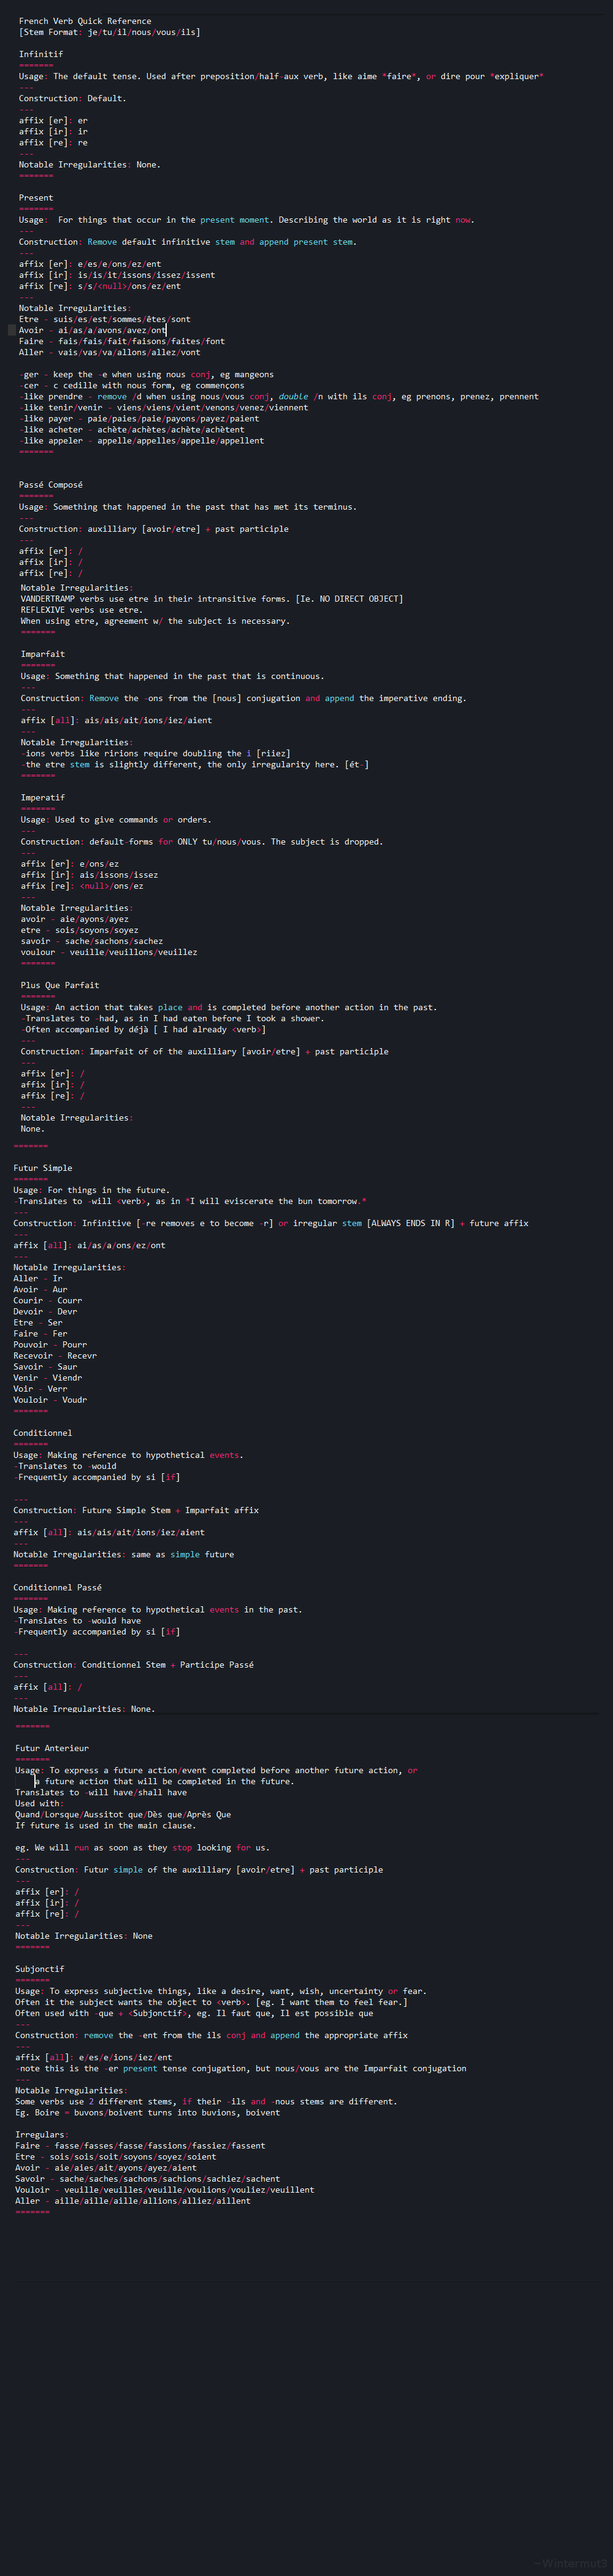 French Verb Quick Reference
[Stem Format: je/tu/il/nous/vous/ils]
Infinitif
=======
Usage: The default tense. Used after preposition/half-aux verb, like aime *faire*, or dire pour *expliquer*
---
Construction: Default.
---
affix [er]: er
affix [ir]: ir
affix [re]: re
---
Notable Irregularities: None.
=======
Present
=======
Usage:  For things that occur in the present moment. Describing the world as it is right now.
---
Construction: Remove default infinitive stem and append present stem.
---
affix [er]: e/es/e/ons/ez/ent
affix [ir]: is/is/it/issons/issez/issent
affix [re]: s/s/<null>/ons/ez/ent
---
Notable Irregularities:
Etre - suis/es/est/sommes/êtes/sont
Avoir - ai/as/a/avons/avez/ont
Faire - fais/fais/fait/faisons/faites/font
Aller - vais/vas/va/allons/allez/vont
-ger - keep the -e when using nous conj, eg mangeons
-cer - c cedille with nous form, eg commençons
-like prendre - remove /d when using nous/vous conj, double /n with ils conj, eg prenons, prenez, prennent
-like tenir/venir - viens/viens/vient/venons/venez/viennent
-like payer - paie/paies/paie/payons/payez/paient
-like acheter - achète/achètes/achète/achètent
-like appeler - appelle/appelles/appelle/appellent
=======
Passé Composé
=======
Usage: Something that happened in the past that has met its terminus.
---
Construction: auxilliary [avoir/etre] + past participle
---
affix [er]: /
affix [ir]: /
affix [re]: /
Notable Irregularities:
VANDERTRAMP verbs use etre in their intransitive forms. [Ie. NO DIRECT OBJECT]
REFLEXIVE verbs use etre.
When using etre, agreement w/ the subject is necessary.
=======
Imparfait
=======
Usage: Something that happened in the past that is continuous.
---
Construction: Remove the -ons from the [nous] conjugation and append the imperative ending.
---
affix [all]: ais/ais/ait/ions/iez/aient
---
Notable Irregularities:
-ions verbs like ririons require doubling the i [riiez]
-the etre stem is slightly different, the only irregularity here. [ét-]
=======
Imperatif
=======
Usage: Used to give commands or orders.
---
Construction: default-forms for ONLY tu/nous/vous. The subject is dropped.
---
affix [er]: e/ons/ez
affix [ir]: ais/issons/issez
affix [re]: <null>/ons/ez
---
Notable Irregularities:
avoir - aie/ayons/ayez
etre - sois/soyons/soyez
savoir - sache/sachons/sachez
voulour - veuille/veuillons/veuillez
=======
Plus Que Parfait
=======
Usage: An action that takes place and is completed before another action in the past.
-Translates to -had, as in I had eaten before I took a shower.
-Often accompanied by déjà [ I had already <verb>]
---
Construction: Imparfait of of the auxilliary [avoir/etre] + past participle
---
affix [er]: /
affix [ir]: /
affix [re]: /
---
Notable Irregularities:
None.
=======
Futur Simple
=======
Usage: For things in the future.
-Translates to -will <verb>, as in *I will eviscerate the bun tomorrow.*
---
Construction: Infinitive [-re removes e to become -r] or irregular stem [ALWAYS ENDS IN R] + future affix
---
affix [all]: ai/as/a/ons/ez/ont
---
Notable Irregularities:
Aller - Ir
Avoir - Aur
Courir - Courr
Devoir - Devr
Etre - Ser
Faire - Fer
Pouvoir - Pourr
Recevoir - Recevr
Savoir - Saur
Venir - Viendr
Voir - Verr
Vouloir - Voudr
=======
Conditionnel
=======
Usage: Making reference to hypothetical events.
-Translates to -would
-Frequently accompanied by si [if]
---
Construction: Future Simple Stem + Imparfait affix
---
affix [all]: ais/ais/ait/ions/iez/aient
---
Notable Irregularities: same as simple future
=======
Conditionnel Passé
=======
Usage: Making reference to hypothetical events in the past.
-Translates to -would have
-Frequently accompanied by si [if]
---
Construction: Conditionnel Stem + Participe Passé
---
affix [all]: /
---
Notable Irregularities: None.
=======
Futur Anterieur
=======
Usage: To express a future action/event completed before another future action, or
a future action that will be completed in the future.
Translates to -will have/shall have
Used with:
Quand/Lorsque/Aussitot que/Dès que/Après Que
If future is used in the main clause.
eg. We will run as soon as they stop looking for us.
---
Construction: Futur simple of the auxilliary [avoir/etre] + past participle
---
affix [er]: /
affix [ir]: /
affix [re]: /
---
Notable Irregularities: None
=======
Subjonctif
=======
Usage: To express subjective things, like a desire, want, wish, uncertainty or fear.
Often it the subject wants the object to <verb>. [eg. I want them to feel fear.]
Often used with -que + <Subjonctif>, eg. Il faut que, Il est possible que
---
Construction: remove the -ent from the ils conj and append the appropriate affix
---
affix [all]: e/es/e/ions/iez/ent
-note this is the -er present tense conjugation, but nous/vous are the Imparfait conjugation
---
Notable Irregularities:
Some verbs use 2 different stems, if their -ils and -nous stems are different.
Eg. Boire = buvons/boivent turns into buvions, boivent
Irregulars:
Faire - fasse/fasses/fasse/fassions/fassiez/fassent
Etre - sois/sois/soit/soyons/soyez/soient
Avoir - aie/aies/ait/ayons/ayez/aient
Savoir - sache/saches/sachons/sachions/sachiez/sachent
Vouloir - veuille/veuilles/veuille/voulions/vouliez/veuillent
Aller - aille/aille/aille/allions/alliez/aillent
=======
~Wintermut3